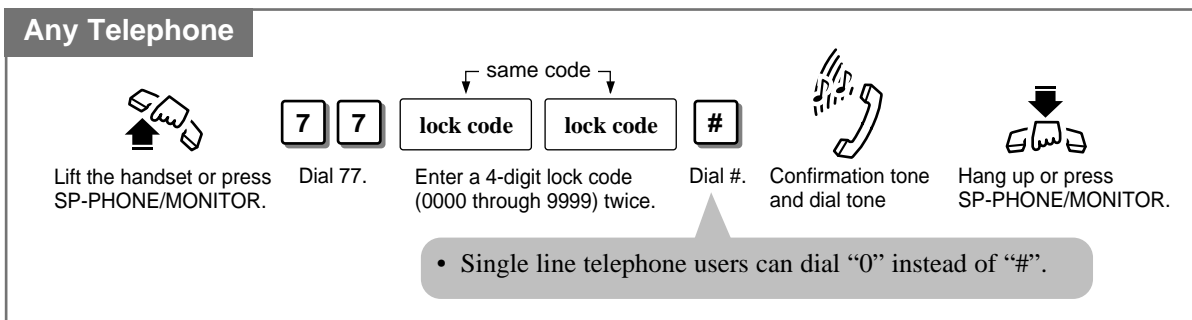 Any Telephone
same code
7 7 lock code lock code #
Lift the handset or press
SP-PHONE/MONITOR.
Dial 77.
Enter a 4-digit lock code
(0000 through 9999) twice.
Dial #.
Confirmation tone
and dial tone
Hang up or press
SP-PHONE/MONITOR.
• Single line telephone users can dial “0” instead of “#”.